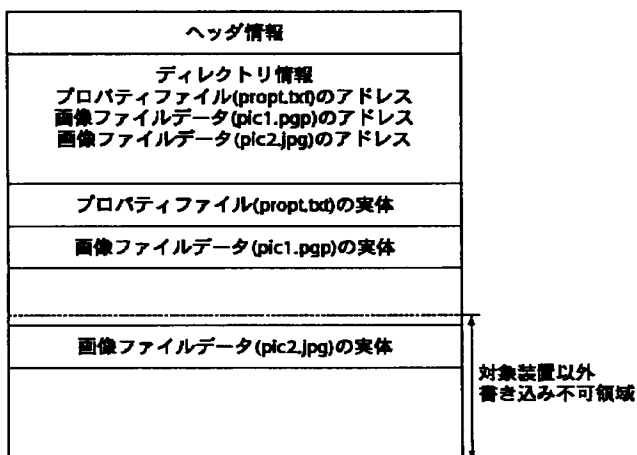 ヘッダ情報
ディレクトリ情報
プロパティファイル(propt.txt)のアドレス
画像ファイルデータ(pic1.pgp)のアドレス
画像ファイルデータ(pic2.jpg)のアドレス
プロパティファイル(propt.txt)の実体
画像ファイルデータ(pic1.pgp)の実体
画像ファイルデータ(pic2.jpg)の実体
対象装置以外
書き込み不可領域